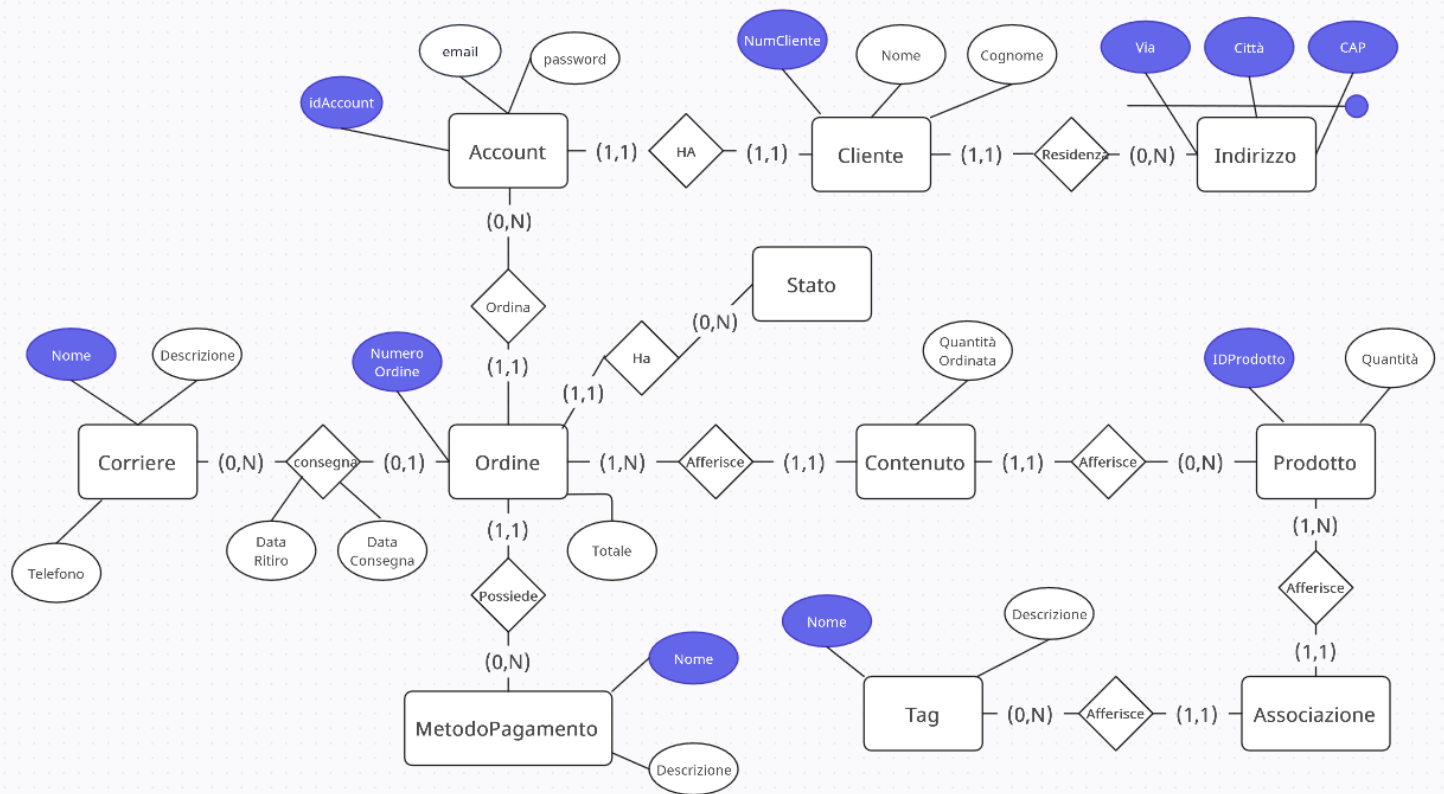 email
password
idAccount
NumCliente
Nome
Cognome
Via
Città
CAP
Account
(1,1)
HA
(1,1)
Cliente
(1,1)
Residenza
(0,N)
Indirizzo
(0,N)
Ordina
(1,1)
Stato
(0,N)
Ha
(1,1)
Nome
Descrizione
Numero
Ordine
Quantità
Ordinata
IDProdotto
Quantità
Corriere
(0,N)
consegna
(0,1)
Ordine
(1,N)
Afferisce
(1,1)
Contenuto
(1,1)
Afferisce
(0,N)
Prodotto
Telefono
Data
Ritiro
Data
Consegna
(1,1)
Totale
Possiede
(0,N)
MetodoPagamento
Nome
Descrizione
(1,N)
Afferisce
(1,1)
Nome
Descrizione
Tag
(0,N)
Afferisce
(1,1)
Associazione